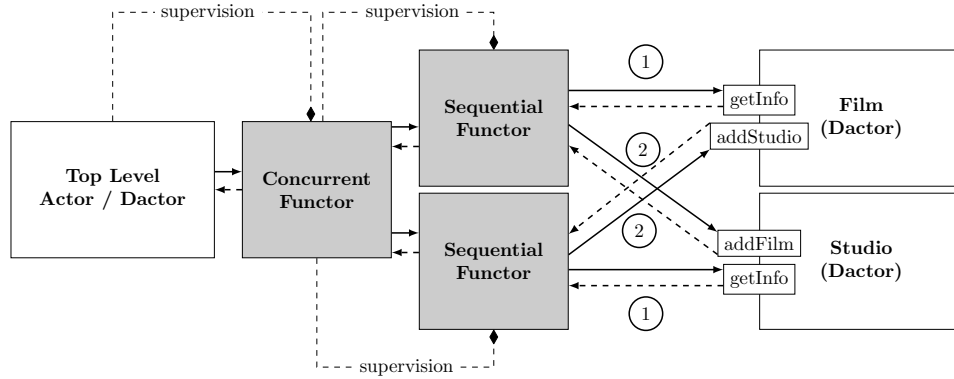 supervision
supervision
1
Sequential
Functor
getInfo
Film
(Dactor)
addStudio
2
Top Level
Actor / Dactor
Concurrent
Functor
2
Sequential
Functor
addFilm
Studio
(Dactor)
getInfo
1
supervision